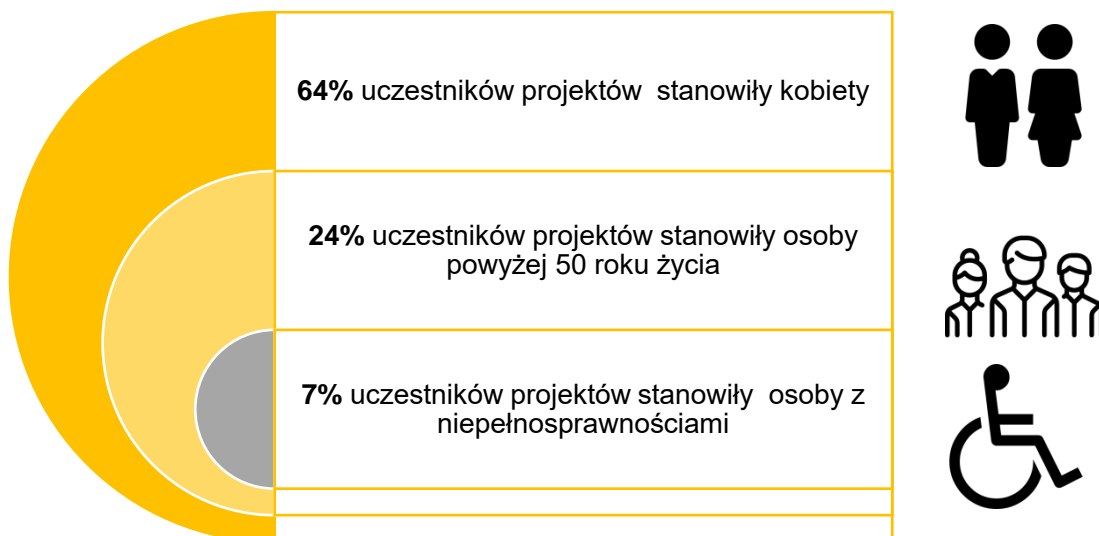 64% uczestników projektów  stanowiły kobiety
24% uczestników projektów stanowiły osoby
powyżej 50 roku życia
7% uczestników projektów stanowiły  osoby z
niepełnosprawnościami